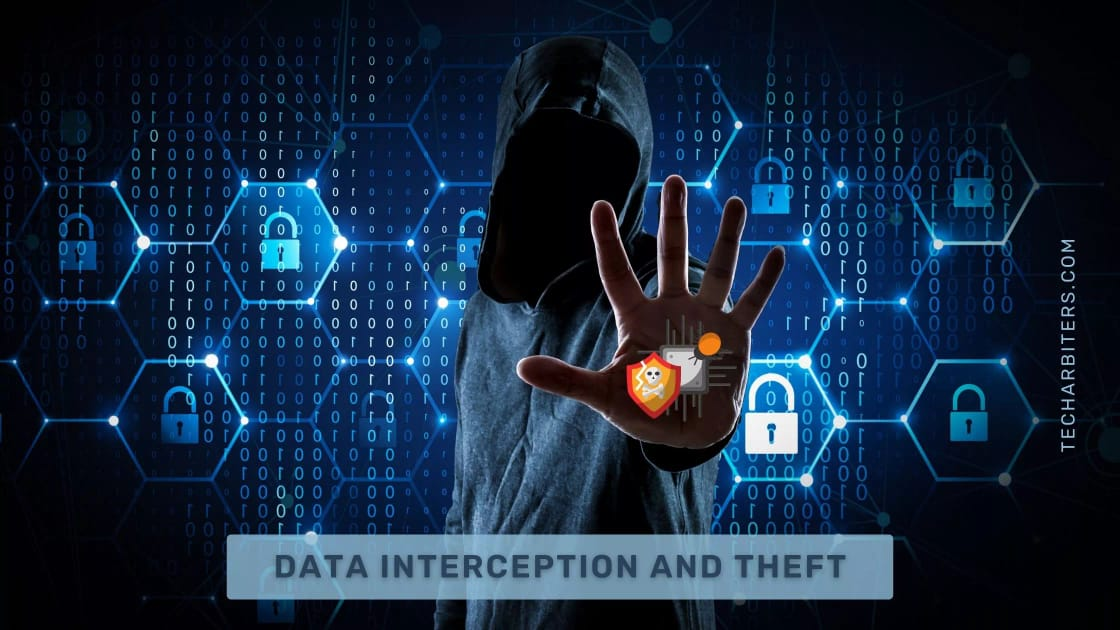 DATA INTERCEPTION AND THEFT
TECHARBITERS.COM